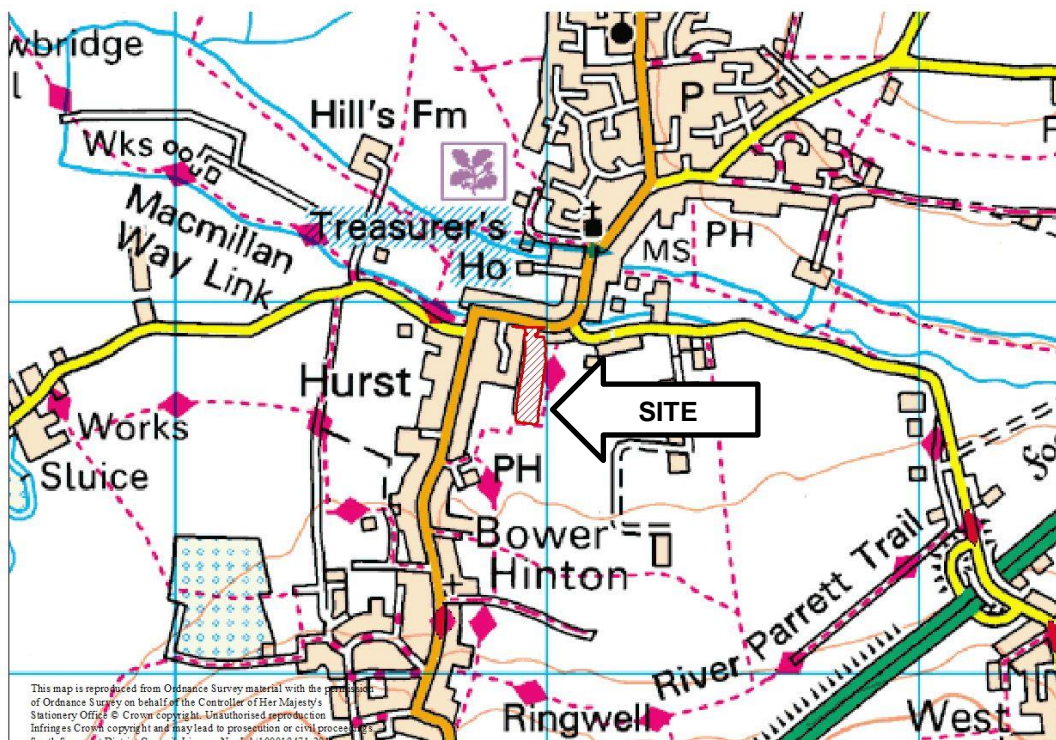 wbridge
l
Hill's Fm
P
Wks
Macmillan
Way Link
Treasurer's
Ho
MS
PH
Hurst
SITE
Works
Sluice
PH
Bower
Hinton
River Parrett Trail
Ringwell
West
This map is reproduced from Ordnance Survey material with the permission
of Ordnance Survey on behalf of the Controller of Her Majesty's
Stationery Office © Crown copyright. Unauthorised reproduction
Infringes Crown copyright and may lead to prosecution or civil proceedings.